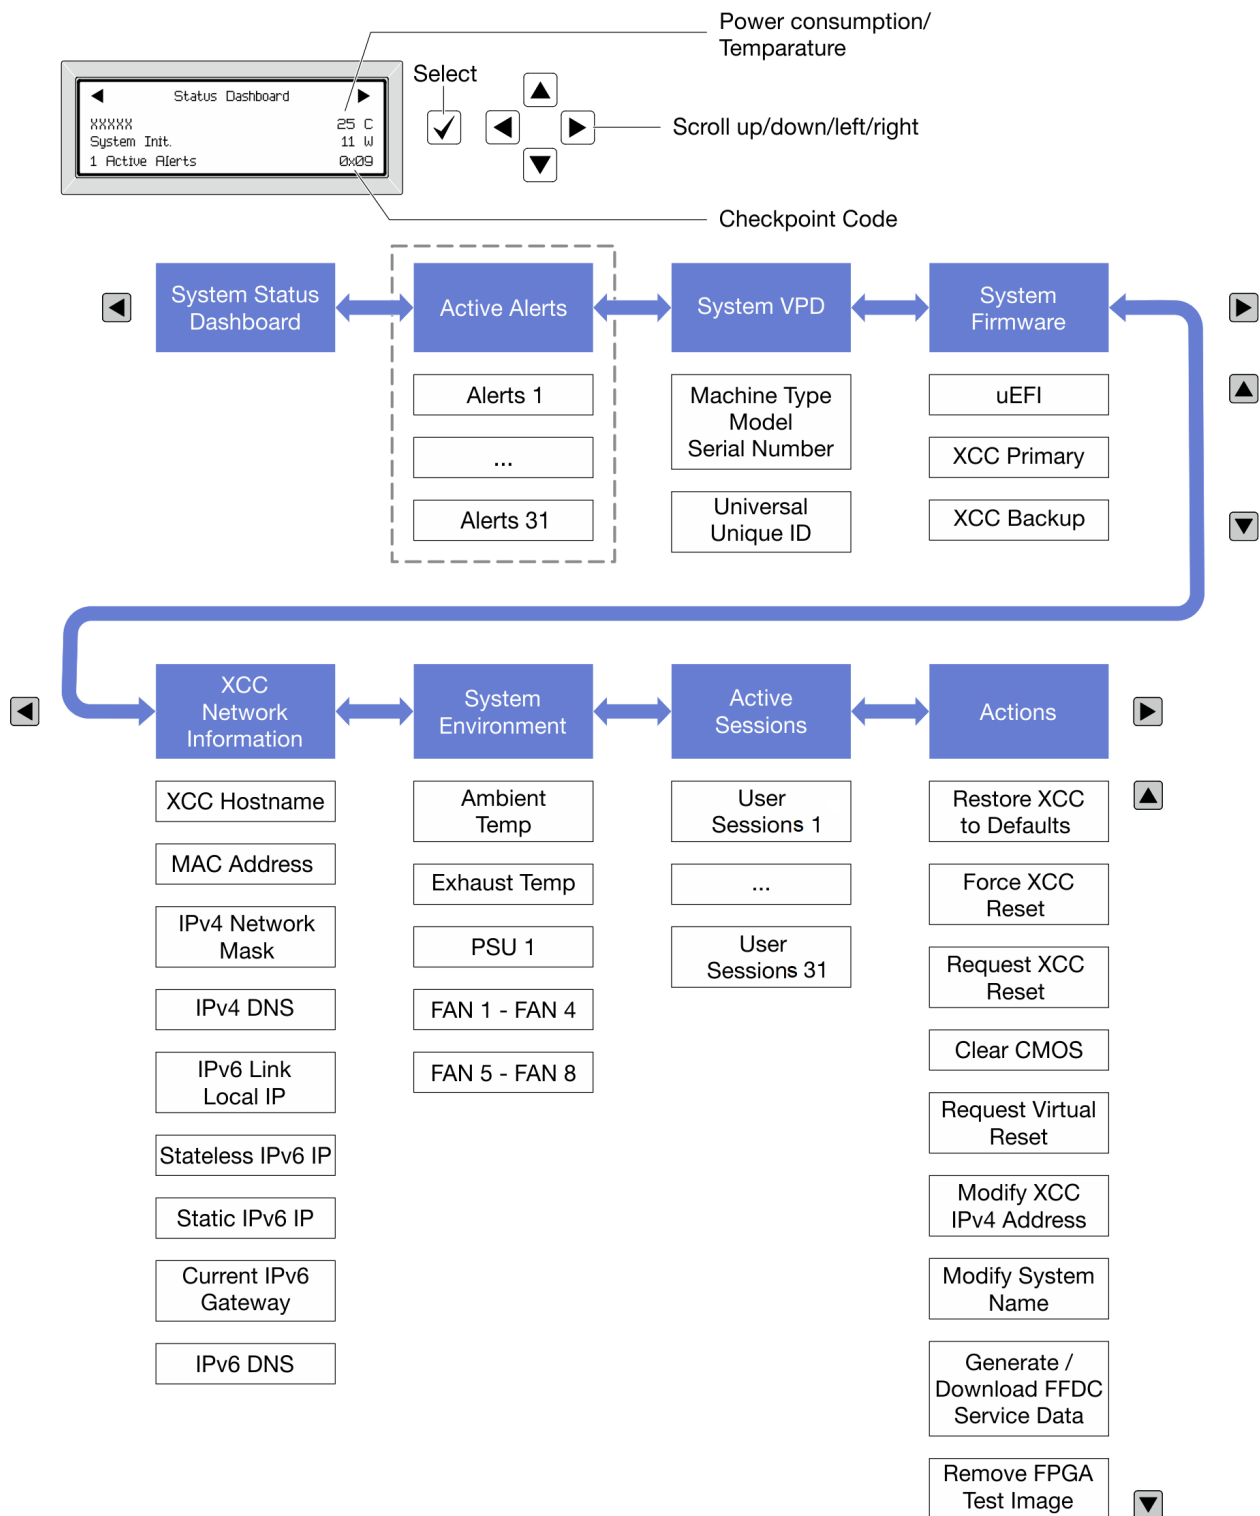 Power consumption/
Temparature
Select
Status Dashboard
XXXXX 25 C
System Init. 11 W
1 Active Alerts 0x09
Scroll up/down/left/right
Checkpoint Code
System Status
Dashboard
Active Alerts
Alerts 1
...
Alerts 31
System VPD
Machine Type
Model
Serial Number
Universal
Unique ID
System
Firmware
uEFI
XCC Primary
XCC Backup
XCC
Network
Information
XCC Hostname
MAC Address
IPv4 Network
Mask
IPv4 DNS
IPv6 Link
Local IP
Stateless IPv6 IP
Static IPv6 IP
Current IPv6
Gateway
IPv6 DNS
System
Environment
Ambient
Temp
Exhaust Temp
PSU 1
FAN 1 - FAN 4
FAN 5 - FAN 8
Active
Sessions
User
Sessions 1
...
User
Sessions 31
Actions
Restore XCC
to Defaults
Force XCC
Reset
Request XCC
Reset
Clear CMOS
Request Virtual
Reset
Modify XCC
IPv4 Address
Modify System
Name
Generate /
Download FFDC
Service Data
Remove FPGA
Test Image